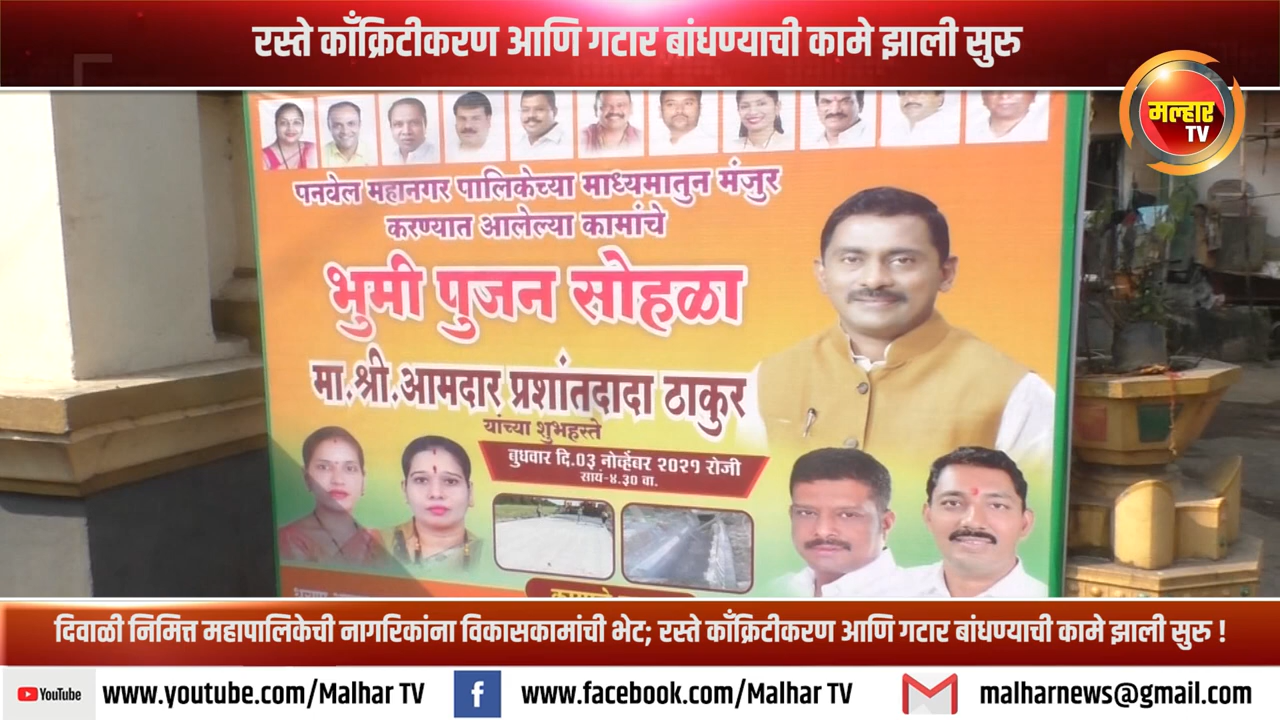 रस्ते काँक्रिटीकरण आणि गटार बांधण्याची कामे झाली सुरु
मल्हार
TV
पनवेल महानगर पालिकेच्या माध्यमातुन मंजुर
करण्यात आलेल्या कामांचे
भुमी पुजन सोहळा
मा.श्री.आमदार प्रशांतदादा ठाकुर
यांच्या शुभहस्ते
बुधवार दि.०३ नोव्हेंबर २०२१ रोजी
सायं-४.३० वा.
दिवाळी निमित्त महापालिकेची नागरिकांना विकासकामांची भेट; रस्ते काँक्रिटीकरण आणि गटार बांधण्याची कामे झाली सुरु !
YouTube www.youtube.com/Malhar TV f www.facebook.com/Malhar TV malharnews@gmail.com